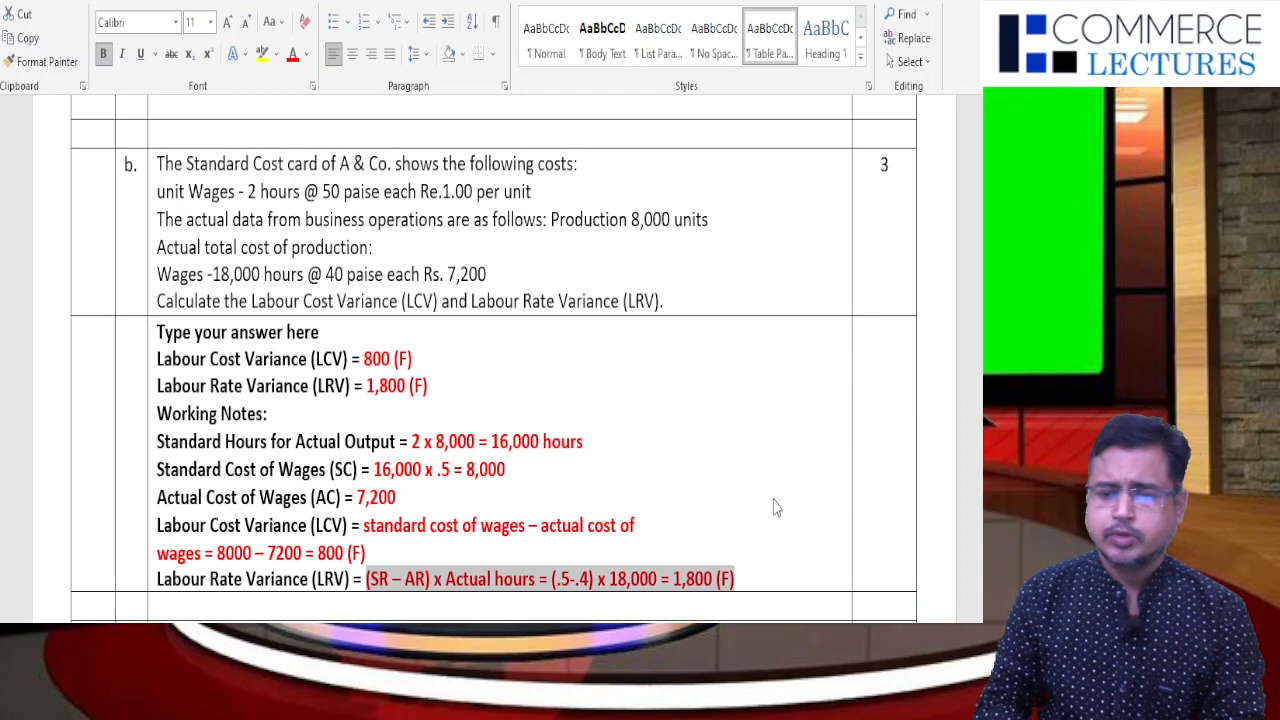 Cut
Calibri
11
Aa
AaBbCcDc
AaBbCcDc
AaBbCcDc
AaBbCcDc
AaBbCcDc
AaBbC
Find
COMMERCE
LECTURES
Copy
Replace
Format Painter
B I U abc x₂ x²
¶ Normal
¶ Body Text
¶ List Para...
¶ No Spac...
¶ Table Pa...
Heading 1
Select
Clipboard
Font
Paragraph
Styles
Editing
b.
The Standard Cost card of A & Co. shows the following costs:
3
unit Wages - 2 hours @ 50 paise each Re.1.00 per unit
The actual data from business operations are as follows: Production 8,000 units
Actual total cost of production:
Wages -18,000 hours @ 40 paise each Rs. 7,200
Calculate the Labour Cost Variance (LCV) and Labour Rate Variance (LRV).
Type your answer here
Labour Cost Variance (LCV) = 800 (F)
Labour Rate Variance (LRV) = 1,800 (F)
Working Notes:
Standard Hours for Actual Output = 2 x 8,000 = 16,000 hours
Standard Cost of Wages (SC) = 16,000 x .5 = 8,000
Actual Cost of Wages (AC) = 7,200
Labour Cost Variance (LCV) = standard cost of wages – actual cost of
wages = 8000 – 7200 = 800 (F)
Labour Rate Variance (LRV) = (SR – AR) x Actual hours = (.5-.4) x 18,000 = 1,800 (F)